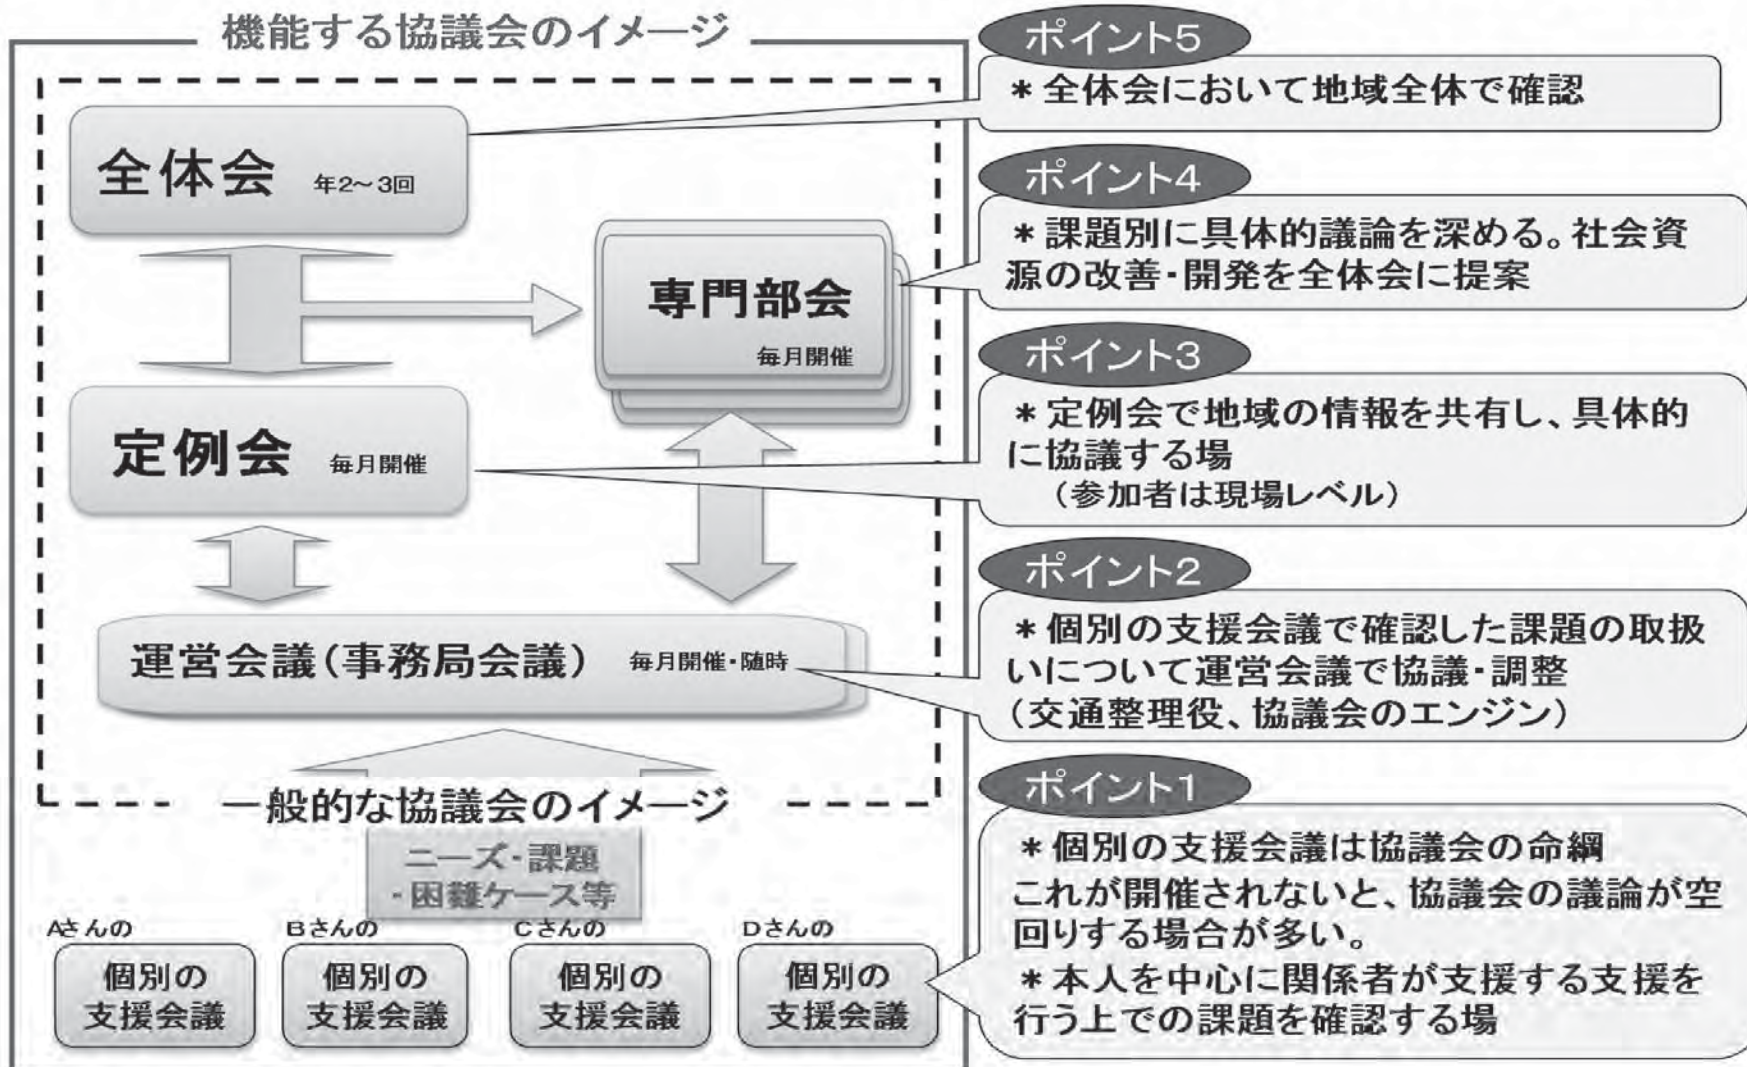 機能する協議会のイメージ
全体会 年2～3回
専門部会
毎月開催
定例会 毎月開催
運営会議(事務局会議) 毎月開催・随時
一般的な協議会のイメージ
ニーズ・課題
・困難ケース等
Aさんの
個別の
支援会議
Bさんの
個別の
支援会議
Cさんの
個別の
支援会議
Dさんの
個別の
支援会議
ポイント5
＊全体会において地域全体で確認
ポイント4
＊課題別に具体的議論を深める。社会資
源の改善・開発を全体会に提案
ポイント3
＊定例会で地域の情報を共有し、具体的
に協議する場
（参加者は現場レベル）
ポイント2
＊個別の支援会議で確認した課題の取扱
いについて運営会議で協議・調整
（交通整理役、協議会のエンジン）
ポイント1
＊個別の支援会議は協議会の命綱
これが開催されないと、協議会の議論が空
回りする場合が多い。
＊本人を中心に関係者が支援する支援を
行う上での課題を確認する場